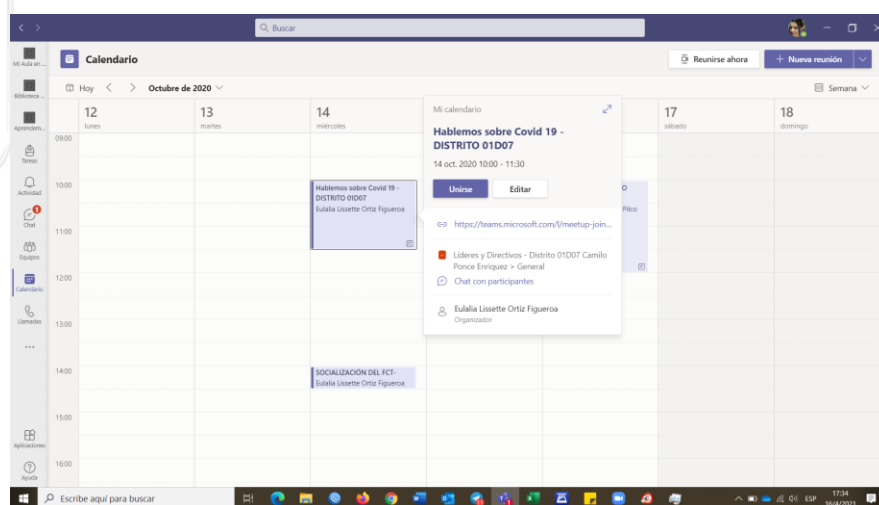 Buscar
Mi Aula en ...
Calendario
Reunirse ahora
+ Nueva reunión
Biblioteca ...
Hoy
Octubre de 2020
Semana
Aprendem...
12
lunes
13
martes
14
miércoles
17
sábado
18
domingo
Mi calendario
Hablemos sobre Covid 19 -
DISTRITO 01D07
14 oct. 2020 10:00 - 11:30
Unirse
Editar
https://teams.microsoft.com/l/meetup-join...
Líderes y Directivos - Distrito 01D07 Camilo
Ponce Enriquez > General
Chat con participantes
Eulalia Lissette Ortiz Figueroa
Organizador
Tareas
Actividad
Chat
Equipos
Calendario
Llamadas
Aplicaciones
Ayuda
09:00
10:00
Hablemos sobre Covid 19 -
DISTRITO 01D07
Eulalia Lissette Ortiz Figueroa
O
Pilco
11:00
12:00
13:00
14:00
SOCIALIZACIÓN DEL FCT-
Eulalia Lissette Ortiz Figueroa
15:00
16:00
Escribe aquí para buscar
ESP
17:34
16/4/2021